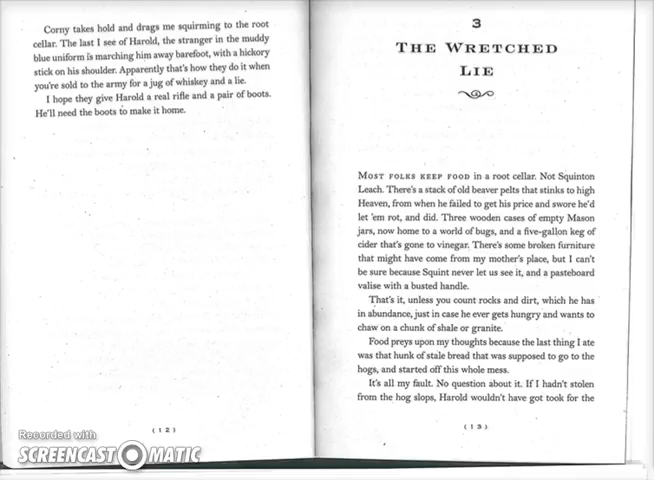 Corny takes hold and drags me squirming to the root
cellar. The last I see of Harold, the stranger in the muddy
blue uniform is marching him away barefoot, with a hickory
stick on his shoulder. Apparently that's how they do it when
you're sold to the army for a jug of whiskey and a lie.
I hope they give Harold a real rifle and a pair of boots.
He'll need the boots to make it home.
(12)
3
THE WRETCHED
LIE
MOST FOLKS KEEP FOOD in a root cellar. Not Squinton
Leach. There's a stack of old beaver pelts that stinks to high
Heaven, from when he failed to get his price and swore he'd
let 'em rot, and did. Three wooden cases of empty Mason
jars, now home to a world of bugs, and a five-gallon keg of
cider that's gone to vinegar. There's some broken furniture
that might have come from my mother's place, but I can't
be sure because Squint never let us see it, and a pasteboard
valise with a busted handle.
That's it, unless you count rocks and dirt, which he has
in abundance, just in case he ever gets hungry and wants to
chaw on a chunk of shale or granite.
Food preys upon my thoughts because the last thing I ate
was that hunk of stale bread that was supposed to go to the
hogs, and started off this whole mess.
It's all my fault. No question about it. If I hadn't stolen
from the hog slops, Harold wouldn't have got took for the
(13)
Recorded with
SCREENCAST-O-MATIC